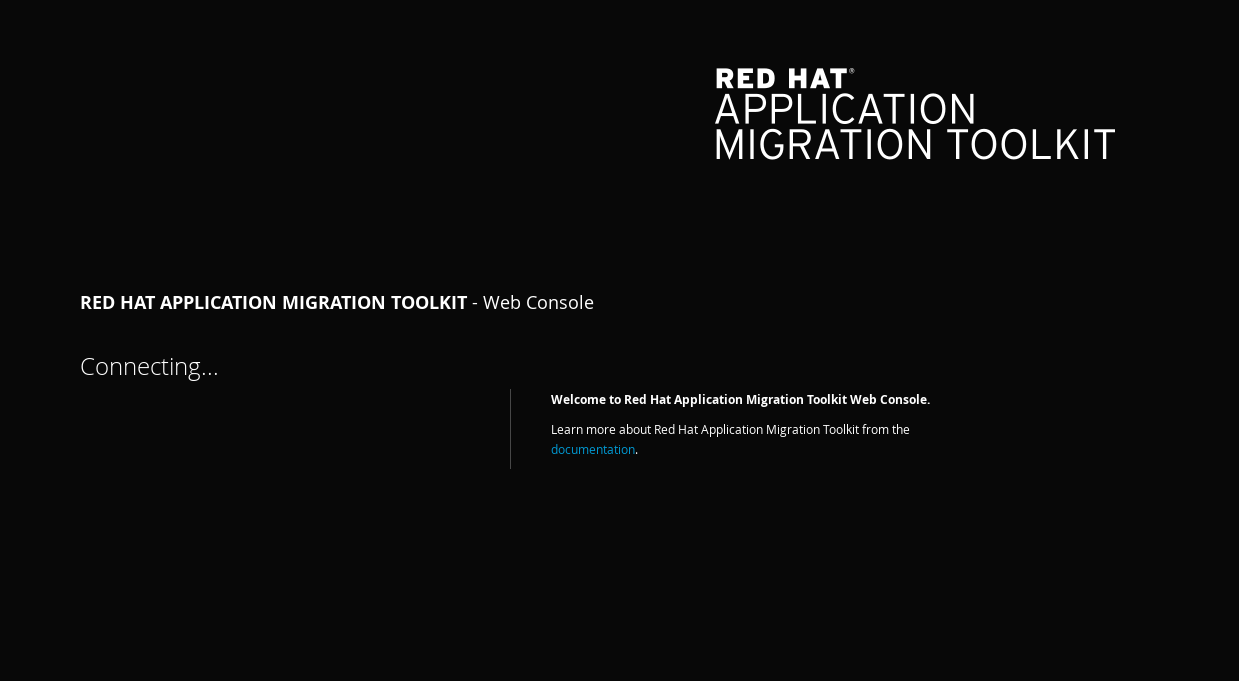 RED HAT®
APPLICATION
MIGRATION TOOLKIT
RED HAT APPLICATION MIGRATION TOOLKIT - Web Console
Connecting...
Welcome to Red Hat Application Migration Toolkit Web Console.
Learn more about Red Hat Application Migration Toolkit from the
documentation.